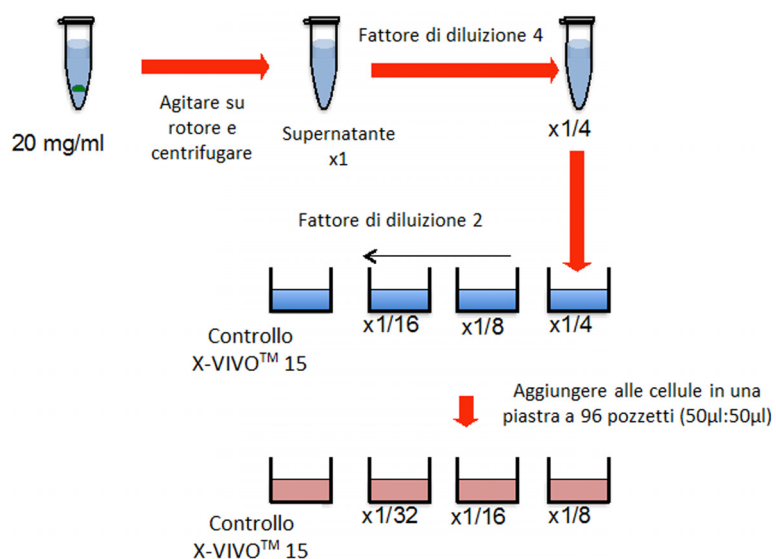 20 mg/ml
Agitare su
rotore e
centrifugare
Supernatante
x1
Fattore di diluizione 4
x1/4
Fattore di diluizione 2
Controllo
X-VIVO™ 15
x1/16
x1/8
x1/4
Aggiungere alle cellule in una
piastra a 96 pozzetti (50µl:50µl)
Controllo
X-VIVO™ 15
x1/32
x1/16
x1/8